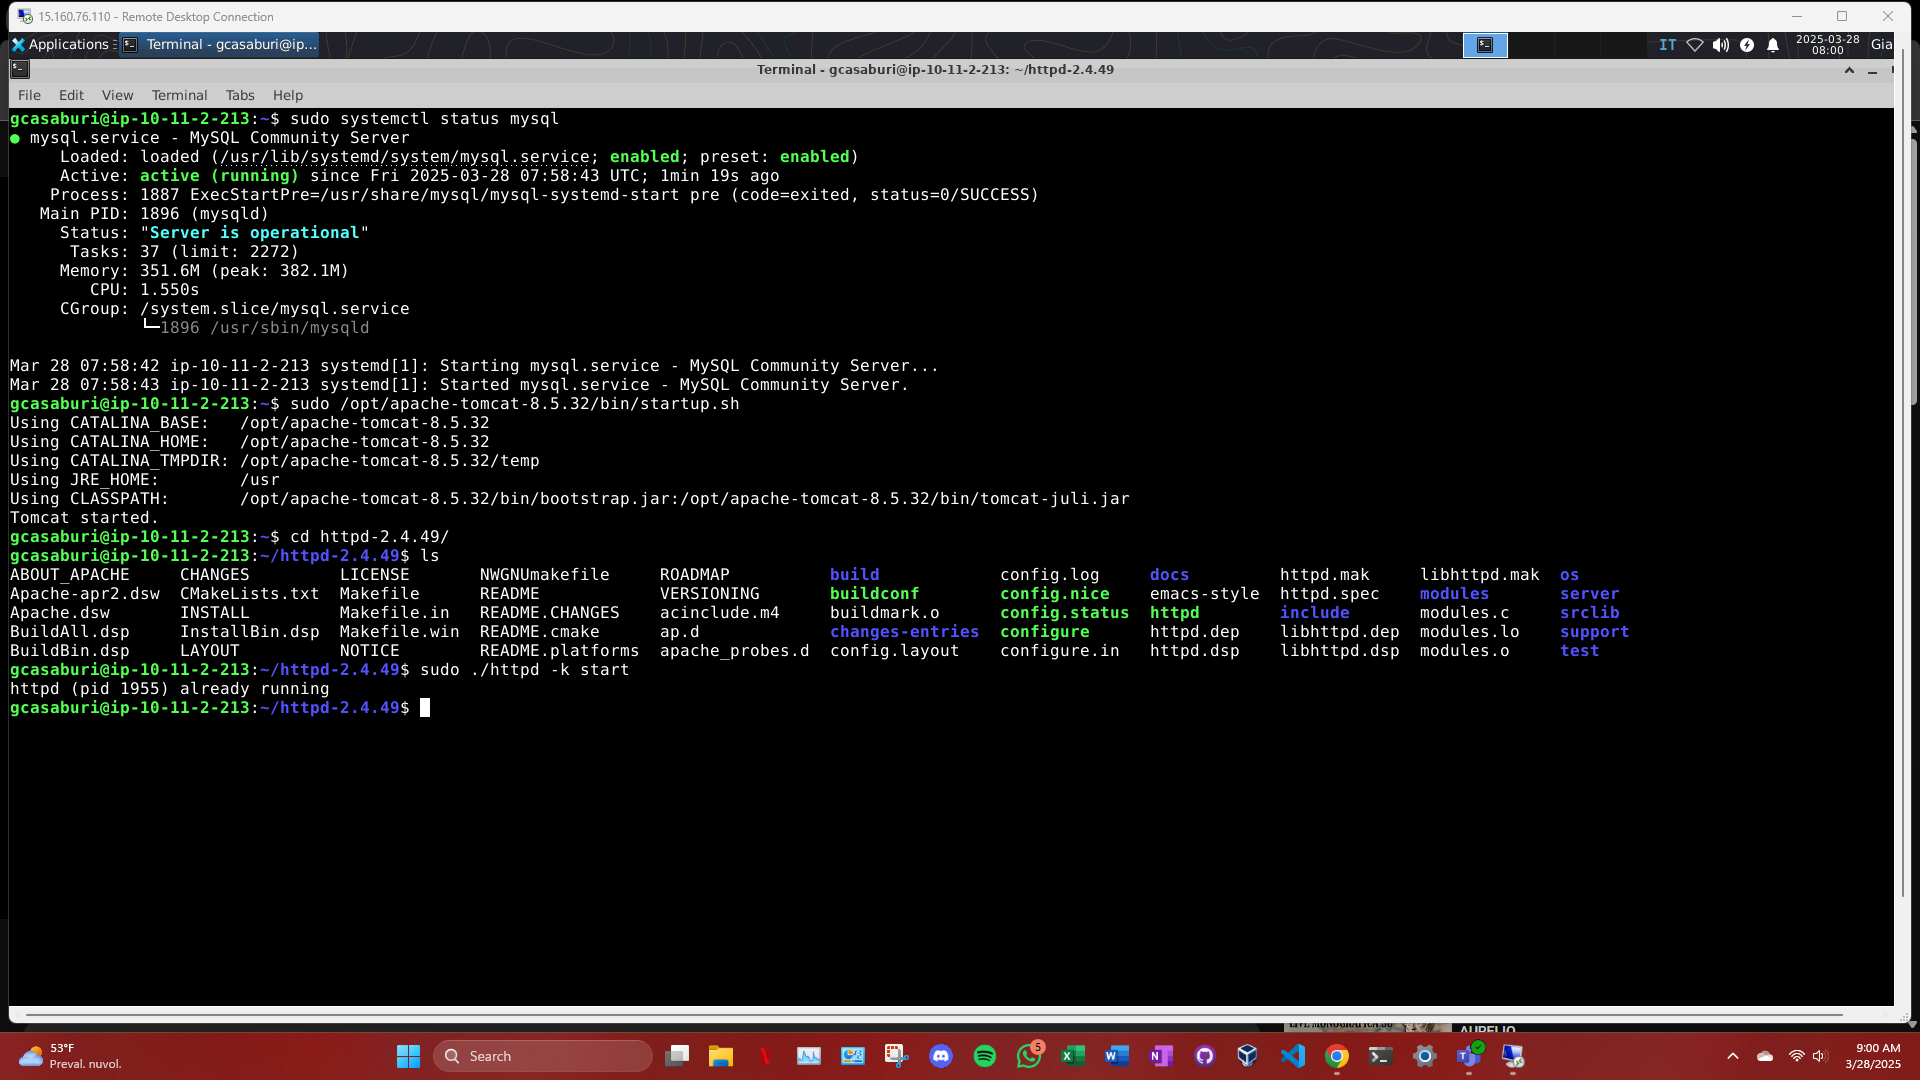 15.160.76.110 - Remote Desktop Connection
Applications
Terminal - gcasaburi@ip...
IT
2025-03-28
08:00
Gia
Terminal - gcasaburi@ip-10-11-2-213: ~/httpd-2.4.49
File Edit View Terminal Tabs Help
gcasaburi@ip-10-11-2-213:~$ sudo systemctl status mysql
● mysql.service - MySQL Community Server
     Loaded: loaded (/usr/lib/systemd/system/mysql.service; enabled; preset: enabled)
     Active: active (running) since Fri 2025-03-28 07:58:43 UTC; 1min 19s ago
    Process: 1887 ExecStartPre=/usr/share/mysql/mysql-systemd-start pre (code=exited, status=0/SUCCESS)
   Main PID: 1896 (mysqld)
     Status: "Server is operational"
      Tasks: 37 (limit: 2272)
     Memory: 351.6M (peak: 382.1M)
        CPU: 1.550s
     CGroup: /system.slice/mysql.service
             └─1896 /usr/sbin/mysqld
Mar 28 07:58:42 ip-10-11-2-213 systemd[1]: Starting mysql.service - MySQL Community Server...
Mar 28 07:58:43 ip-10-11-2-213 systemd[1]: Started mysql.service - MySQL Community Server.
gcasaburi@ip-10-11-2-213:~$ sudo /opt/apache-tomcat-8.5.32/bin/startup.sh
Using CATALINA_BASE:   /opt/apache-tomcat-8.5.32
Using CATALINA_HOME:   /opt/apache-tomcat-8.5.32
Using CATALINA_TMPDIR: /opt/apache-tomcat-8.5.32/temp
Using JRE_HOME:        /usr
Using CLASSPATH:       /opt/apache-tomcat-8.5.32/bin/bootstrap.jar:/opt/apache-tomcat-8.5.32/bin/tomcat-juli.jar
Tomcat started.
gcasaburi@ip-10-11-2-213:~$ cd httpd-2.4.49/
gcasaburi@ip-10-11-2-213:~/httpd-2.4.49$ ls
ABOUT_APACHE     CHANGES         LICENSE      NWGNUmakefile     ROADMAP          build            config.log     docs         httpd.mak     libhttpd.mak  os
Apache-apr2.dsw  CMakeLists.txt  Makefile     README            VERSIONING       buildconf        config.nice    emacs-style  httpd.spec    modules       server
Apache.dsw       INSTALL         Makefile.in  README.CHANGES    acinclude.m4     buildmark.o      config.status  httpd        include       modules.c     srclib
BuildAll.dsp     InstallBin.dsp  Makefile.win README.cmake      ap.d             changes-entries  configure      httpd.dep    libhttpd.dep  modules.lo    support
BuildBin.dsp     LAYOUT          NOTICE       README.platforms  apache_probes.d  config.layout    configure.in   httpd.dsp    libhttpd.dsp  modules.o     test
gcasaburi@ip-10-11-2-213:~/httpd-2.4.49$ sudo ./httpd -k start
httpd (pid 1955) already running
gcasaburi@ip-10-11-2-213:~/httpd-2.4.49$
AURELIO
53°F
Preval. nuvol.
Search
5
9:00 AM
3/28/2025